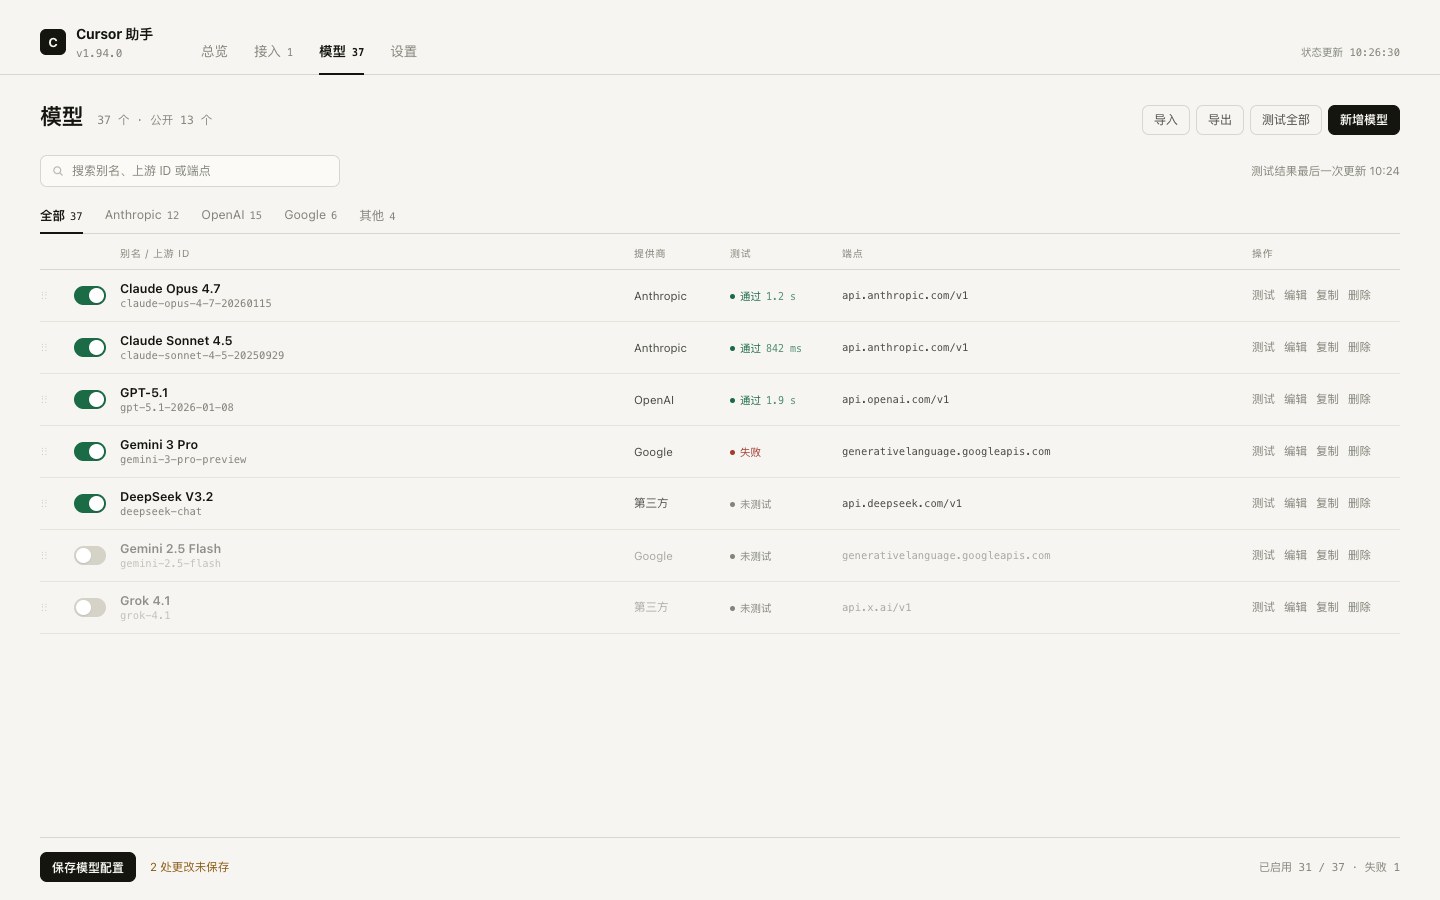 C
Cursor 助手
v1.94.0
总览 接入 1 模型 37 设置
状态更新 10:26:30
模型 37 个 · 公开 13 个
导入 导出 测试全部 新增模型
搜索别名、上游 ID 或端点
测试结果最后一次更新 10:24
全部 37 Anthropic 12 OpenAI 15 Google 6 其他 4
别名 / 上游 ID 提供商 测试 端点 操作
Claude Opus 4.7
claude-opus-4-7-20260115
Anthropic 通过 1.2 s api.anthropic.com/v1 测试 编辑 复制 删除
Claude Sonnet 4.5
claude-sonnet-4-5-20250929
Anthropic 通过 842 ms api.anthropic.com/v1 测试 编辑 复制 删除
GPT-5.1
gpt-5.1-2026-01-08
OpenAI 通过 1.9 s api.openai.com/v1 测试 编辑 复制 删除
Gemini 3 Pro
gemini-3-pro-preview
Google 失败 generativelanguage.googleapis.com 测试 编辑 复制 删除
DeepSeek V3.2
deepseek-chat
第三方 未测试 api.deepseek.com/v1 测试 编辑 复制 删除
Gemini 2.5 Flash
gemini-2.5-flash
Google 未测试 generativelanguage.googleapis.com 测试 编辑 复制 删除
Grok 4.1
grok-4.1
第三方 未测试 api.x.ai/v1 测试 编辑 复制 删除
保存模型配置 2 处更改未保存
已启用 31 / 37 · 失败 1